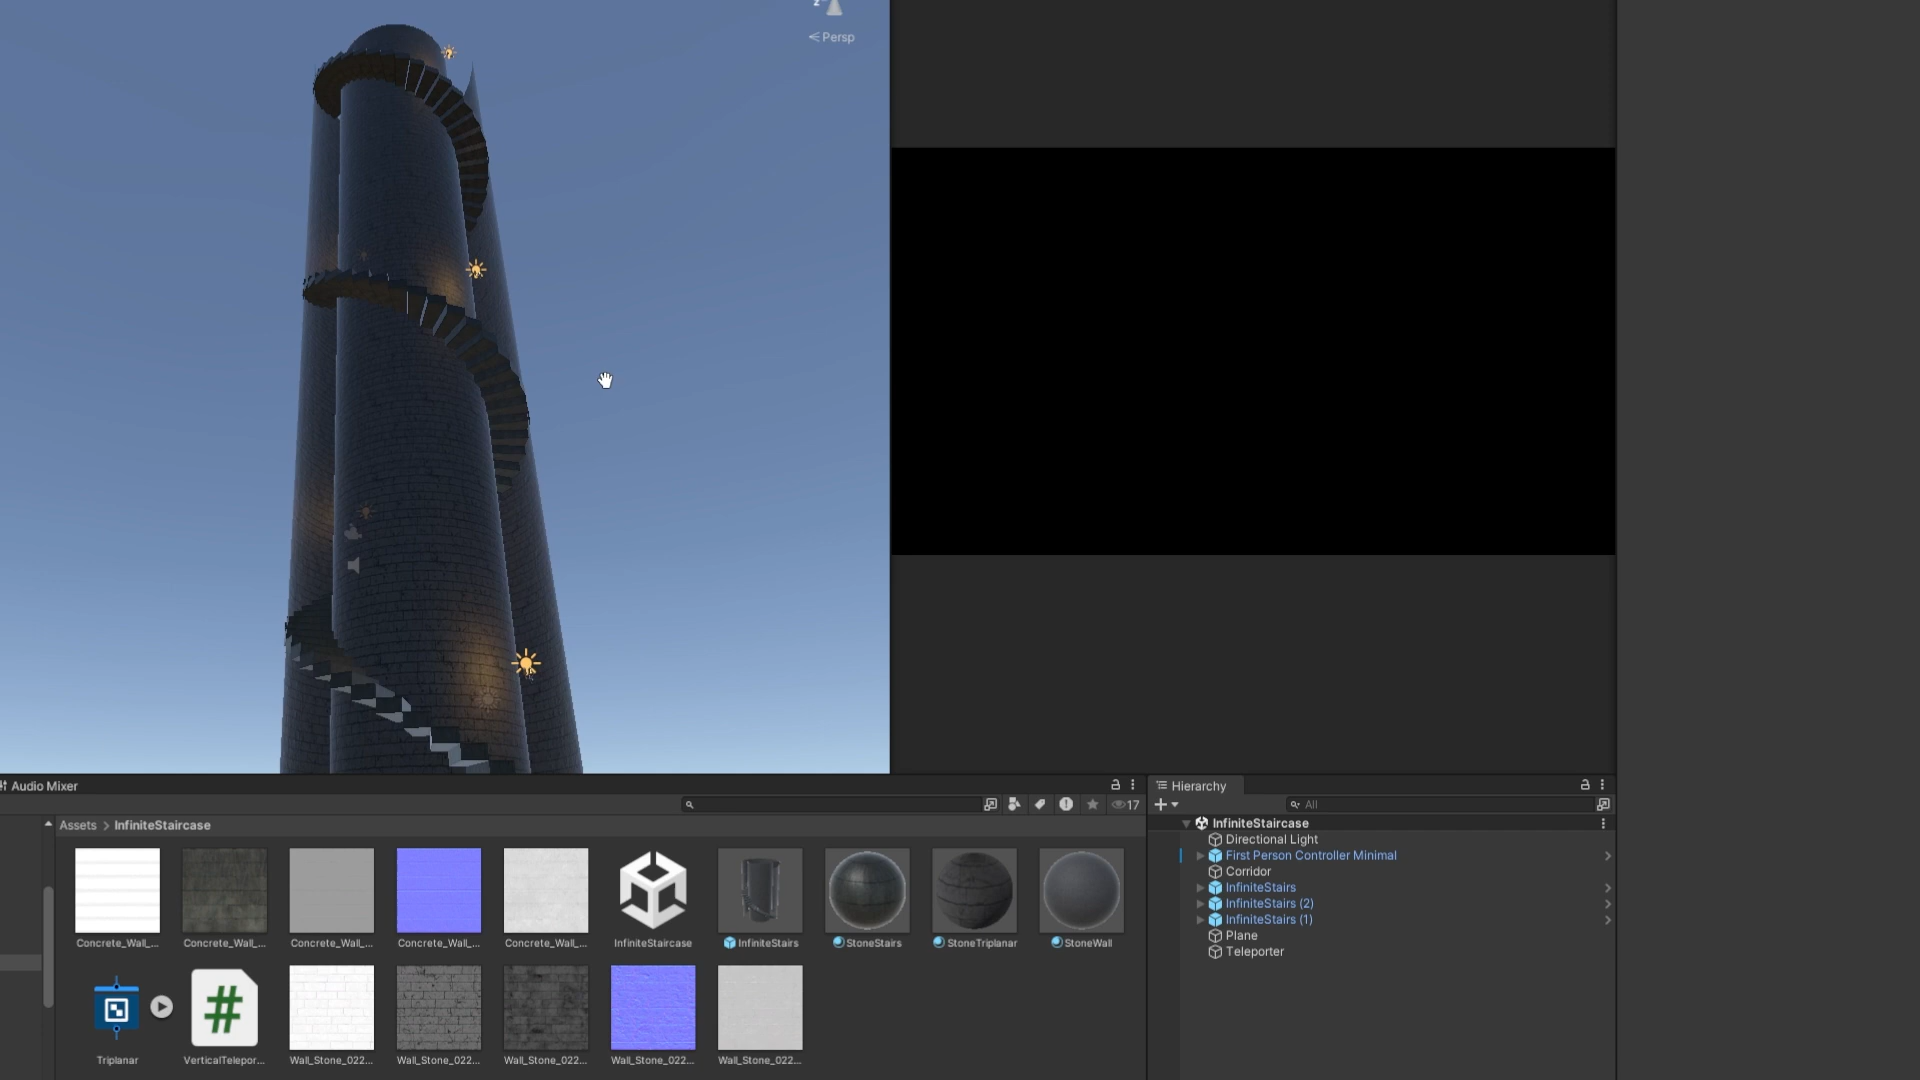 z
< Persp
Audio Mixer
17
Assets > InfiniteStaircase
Concrete_Wall_...
Concrete_Wall_...
Concrete_Wall_...
Concrete_Wall_...
Concrete_Wall_...
InfiniteStaircase
InfiniteStairs
StoneStairs
StoneTriplanar
StoneWall
Triplanar
VerticalTelepor...
Wall_Stone_022...
Wall_Stone_022...
Wall_Stone_022...
Wall_Stone_022...
Wall_Stone_022...
Hierarchy
All
InfiniteStaircase
Directional Light
First Person Controller Minimal
Corridor
InfiniteStairs
InfiniteStairs (2)
InfiniteStairs (1)
Plane
Teleporter